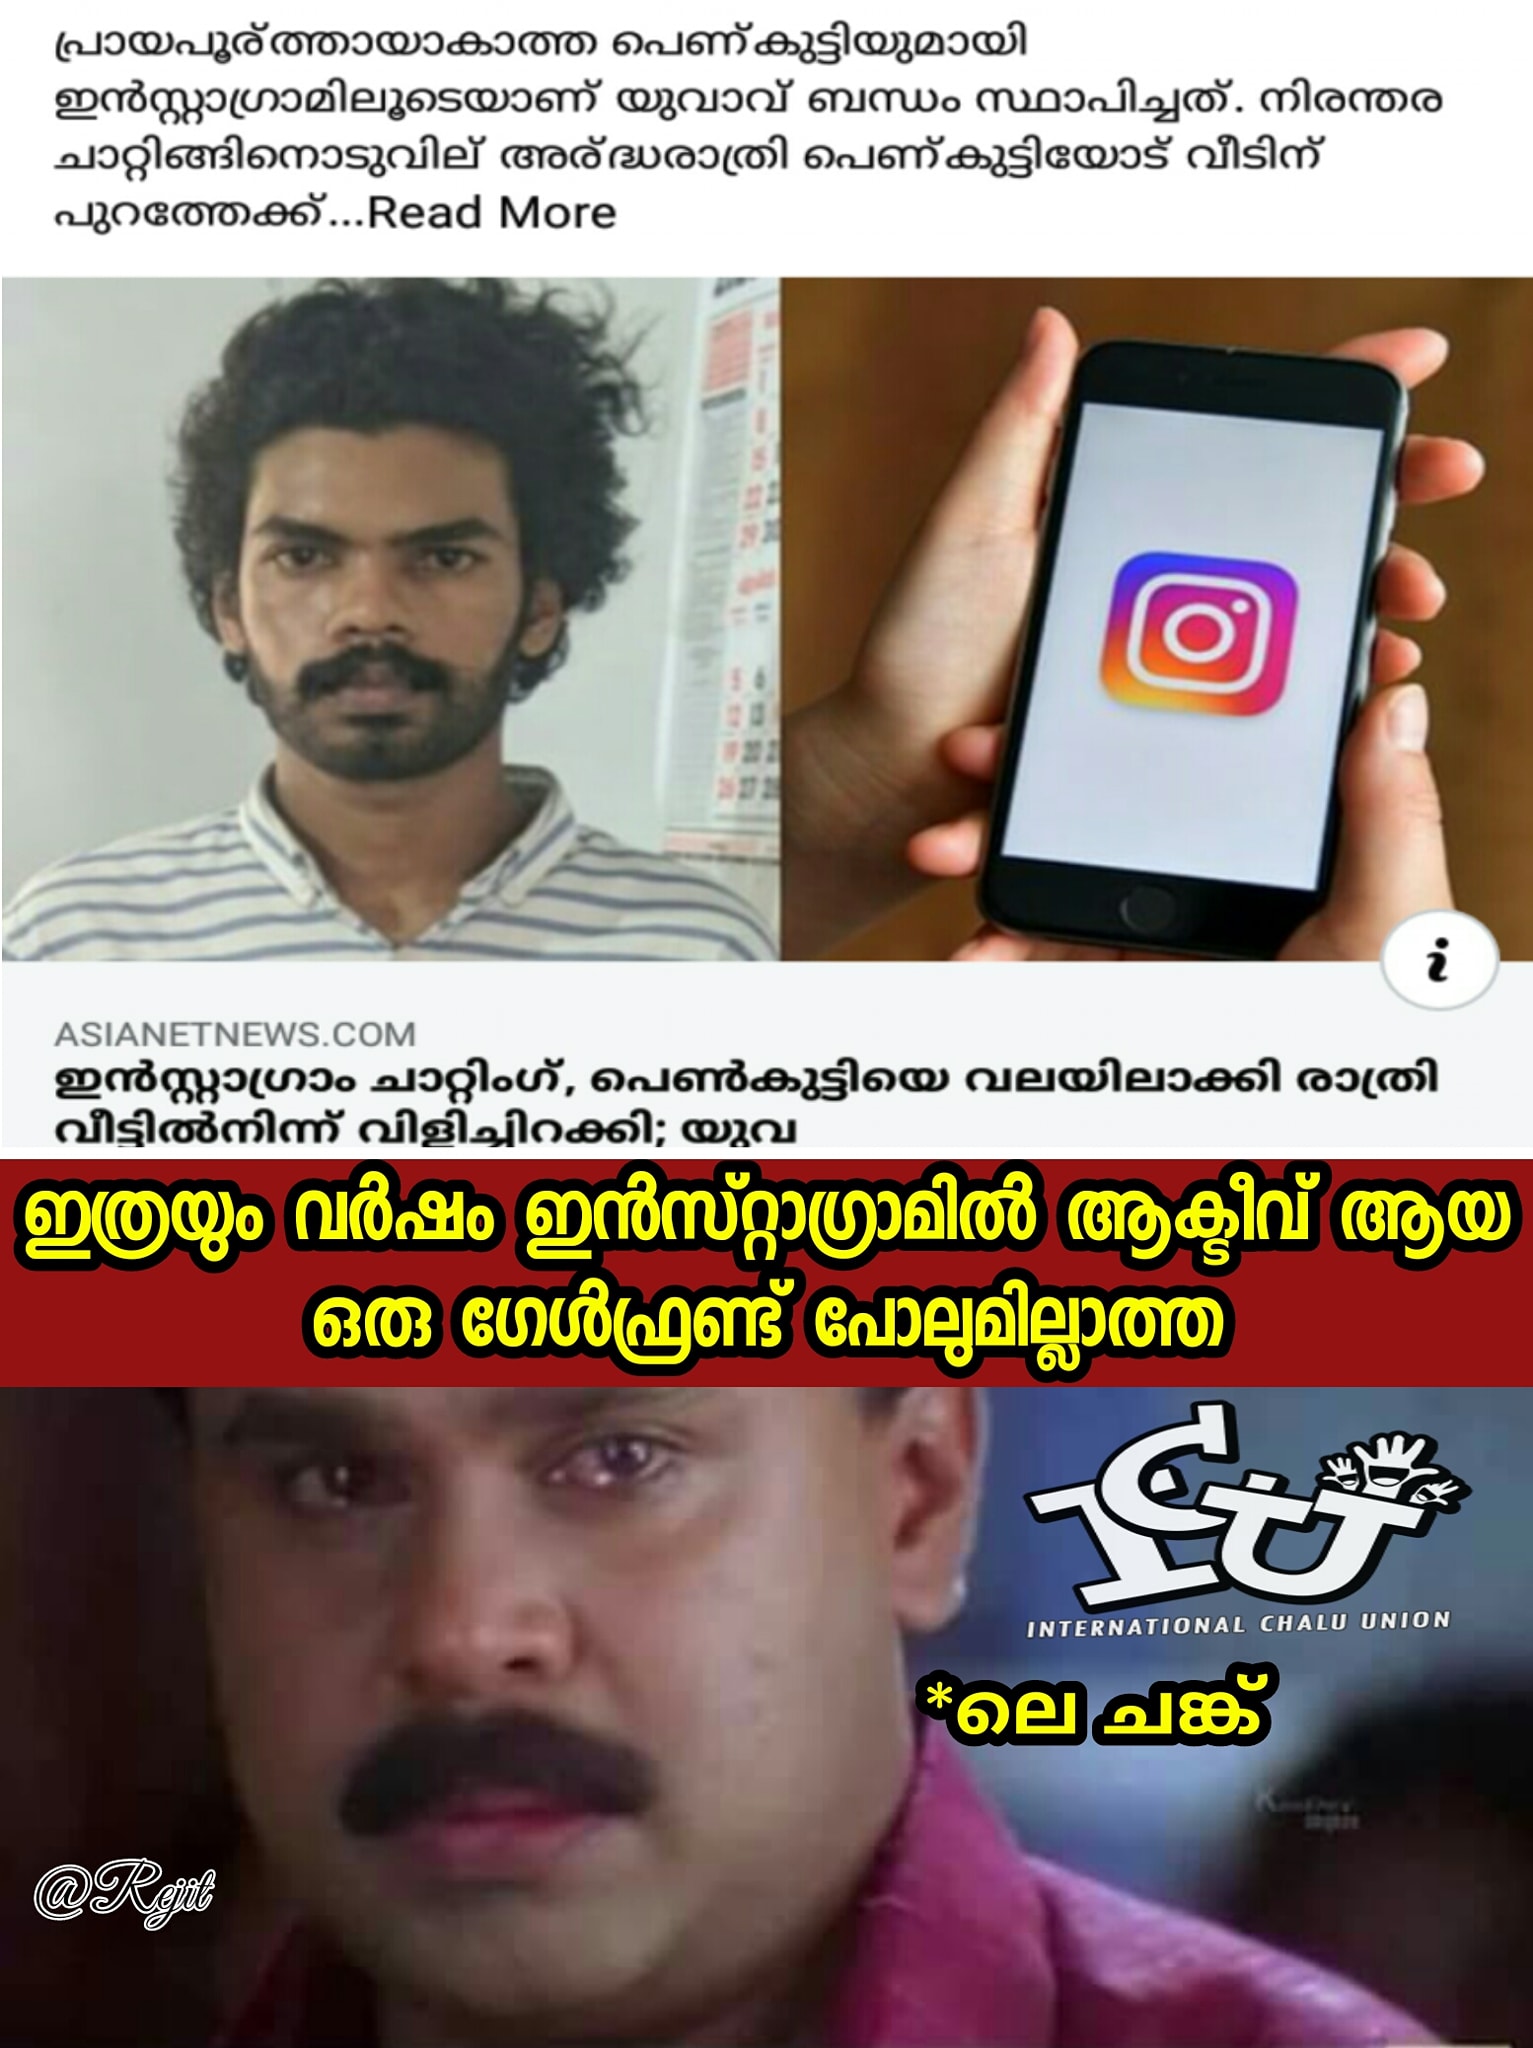 പ്രായപൂര്ത്തായാകാത്ത പെണ്കുട്ടിയുമായി
ഇൻസ്റ്റാഗ്രാമിലൂടെയാണ് യുവാവ് ബന്ധം സ്ഥാപിച്ചത്. നിരന്തര
ചാറ്റിങ്ങിനൊടുവില് അര്ദ്ധരാത്രി പെണ്കുട്ടിയോട് വീടിന്
പുറത്തേക്ക്...Read More
i
ASIANETNEWS.COM
ഇൻസ്റ്റാഗ്രാം ചാറ്റിംഗ്, പെൺകുട്ടിയെ വലയിലാക്കി രാത്രി
വീട്ടിൽനിന്ന് വിളിച്ചിറക്കി; യുവ
ഇത്രയും വർഷം ഇൻസ്റ്റാഗ്രാമിൽ ആക്ടീവ് ആയ
ഒരു ഗേൾഫ്രണ്ട് പോലുമില്ലാത്ത
ICU
INTERNATIONAL CHALU UNION
*ലെ ചങ്ക്
@Rejit